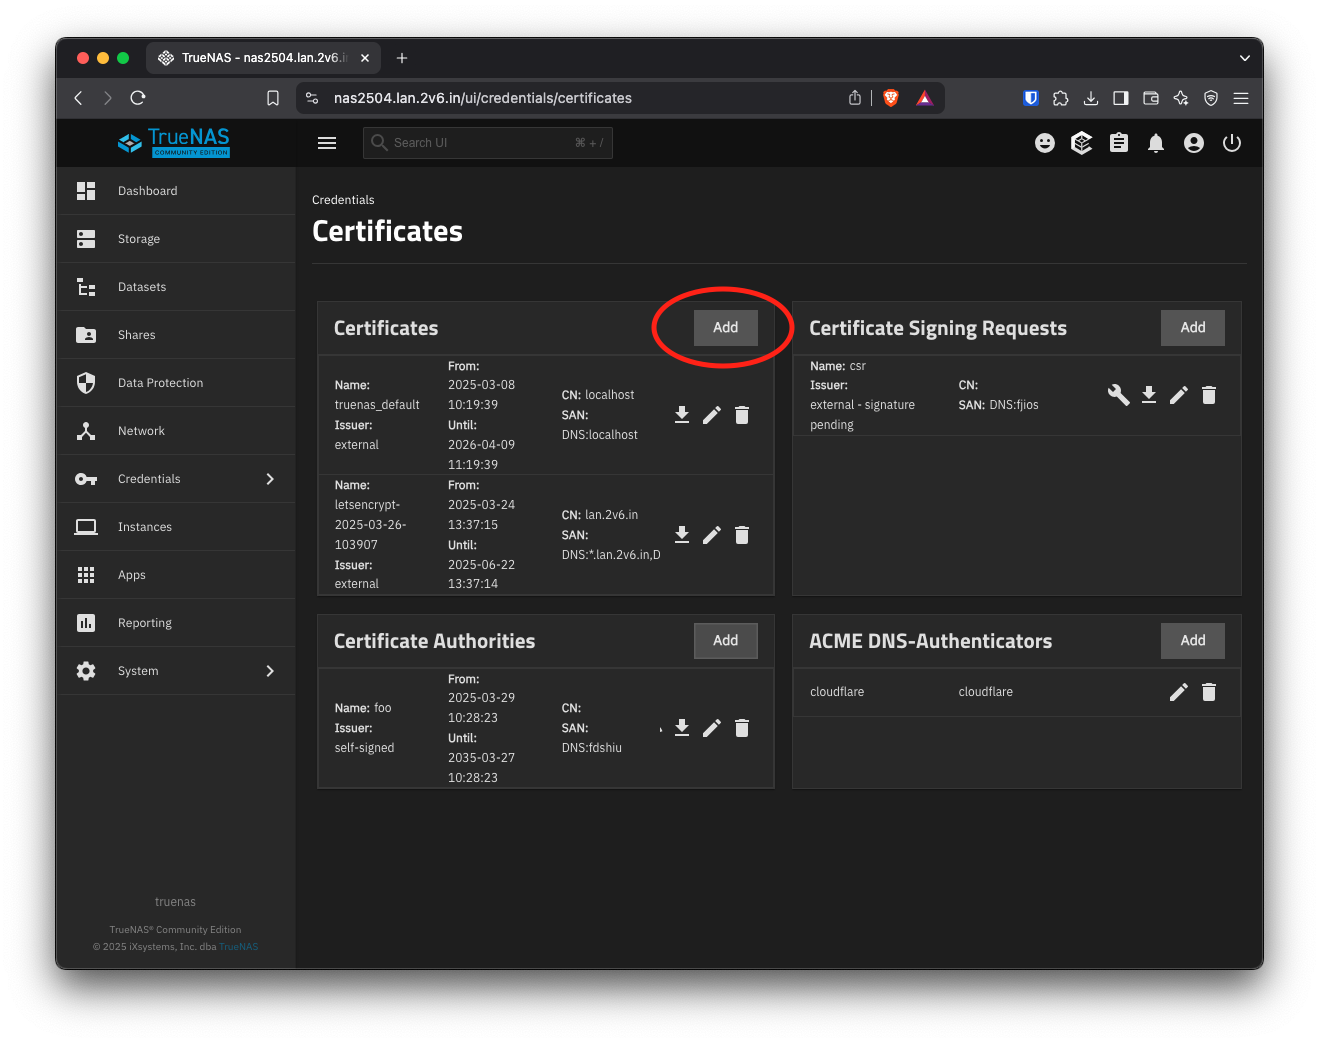 TrueNAS - nas2504.lan.2v6.i
nas2504.lan.2v6.in/ui/credentials/certificates
TrueNAS
COMMUNITY EDITION
Search UI
⌘ + /
Dashboard
Storage
Datasets
Shares
Data Protection
Network
Credentials
Instances
Apps
Reporting
System
truenas
TrueNAS® Community Edition
© 2025 iXsystems, Inc. dba TrueNAS
Credentials
Certificates
Certificates
Add
Name:
truenas_default
Issuer:
external
From:
2025-03-08
10:19:39
Until:
2026-04-09
11:19:39
CN: localhost
SAN:
DNS:localhost
Name:
letsencrypt-
2025-03-26-
103907
Issuer:
external
From:
2025-03-24
13:37:15
Until:
2025-06-22
13:37:14
CN: lan.2v6.in
SAN:
DNS:*.lan.2v6.in,D
Certificate Signing Requests
Add
Name: csr
Issuer:
external - signature
pending
CN:
SAN: DNS:fjios
Certificate Authorities
Add
Name: foo
Issuer:
self-signed
From:
2025-03-29
10:28:23
Until:
2035-03-27
10:28:23
CN:
SAN:
DNS:fdshiu
ACME DNS-Authenticators
Add
cloudflare
cloudflare